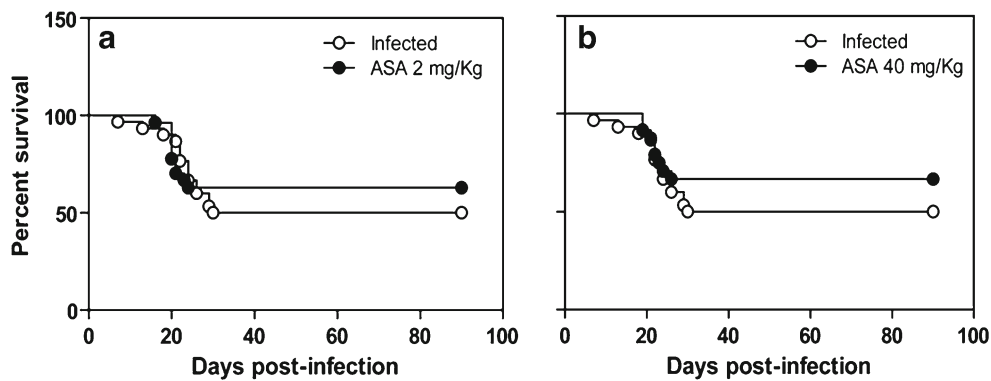 a
Infected
ASA 2 mg/Kg
Percent survival
150
100
50
0
0 20 40 60 80 100
Days post-infection
b
Infected
ASA 40 mg/Kg
0 20 40 60 80 100
Days post-infection